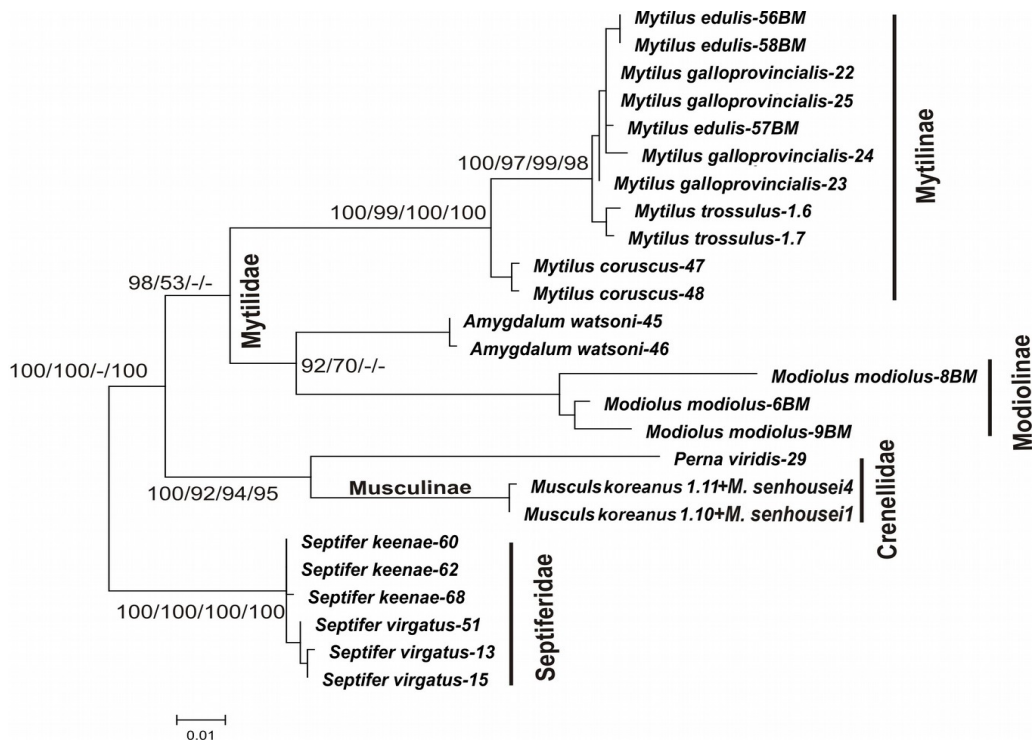 Mytilus edulis-56BM
Mytilus edulis-58BM
Mytilus galloprovincialis-22
Mytilus galloprovincialis-25
Mytilus edulis-57BM
Mytilus galloprovincialis-24
100/97/99/98
Mytilus galloprovincialis-23
Mytilus trossulus-1.6
100/99/100/100
Mytilus trossulus-1.7
Mytilus coruscus-47
Mytilus coruscus-48
Mytilinae
98/53/-/-
Mytilidae
Amygdalum watsoni-45
Amygdalum watsoni-46
92/70/-/-
100/100/-/100
Modiolus modiolus-8BM
Modiolus modiolus-6BM
Modiolus modiolus-9BM
Modiolinae
Perna viridis-29
100/92/94/95
Musculinae
Musculs koreanus 1.11+M. senhousei4
Musculs koreanus 1.10+M. senhousei1
Crenellidae
Septifer keenae-60
Septifer keenae-62
Septifer keenae-68
100/100/100/100
Septifer virgatus-51
Septifer virgatus-13
Septifer virgatus-15
Septiferidae
0.01